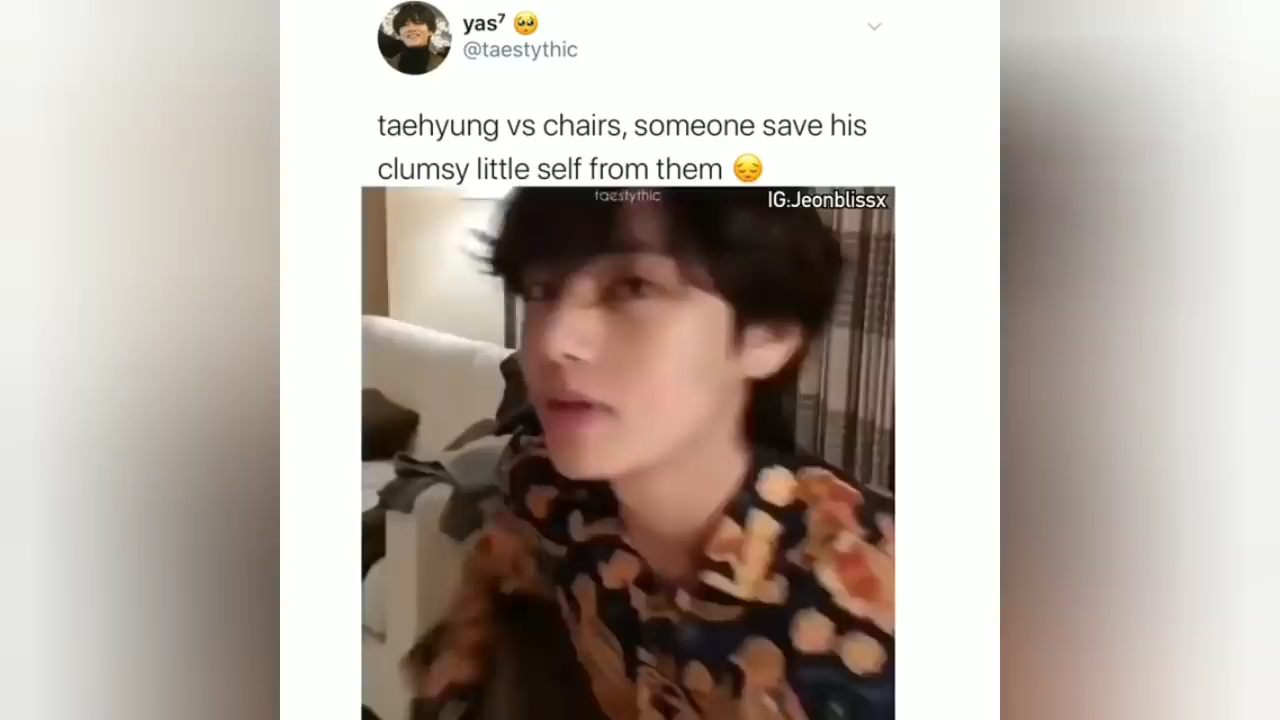 yas⁷ 🥺
@taestythic
taehyung vs chairs, someone save his
clumsy little self from them 😔
taestythic
IG:Jeonblissx